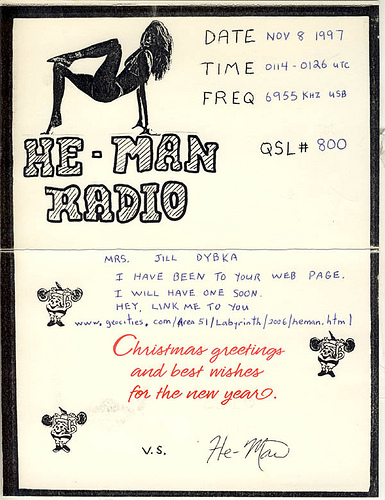 DATE NOV 8 1997
TIME 0114-0126 UTC
FREQ 6955 KHZ USB
HE-MAN
RADIO
QSL# 800
MRS. JILL DYBKA
I HAVE BEEN TO YOUR WEB PAGE.
I WILL HAVE ONE SOON.
HEY, LINK ME TO YOU
www.geocities.com/Area51/Labyrinth/2006/heman.html
Christmas greetings
and best wishes
for the new year.
V.S. He-Man